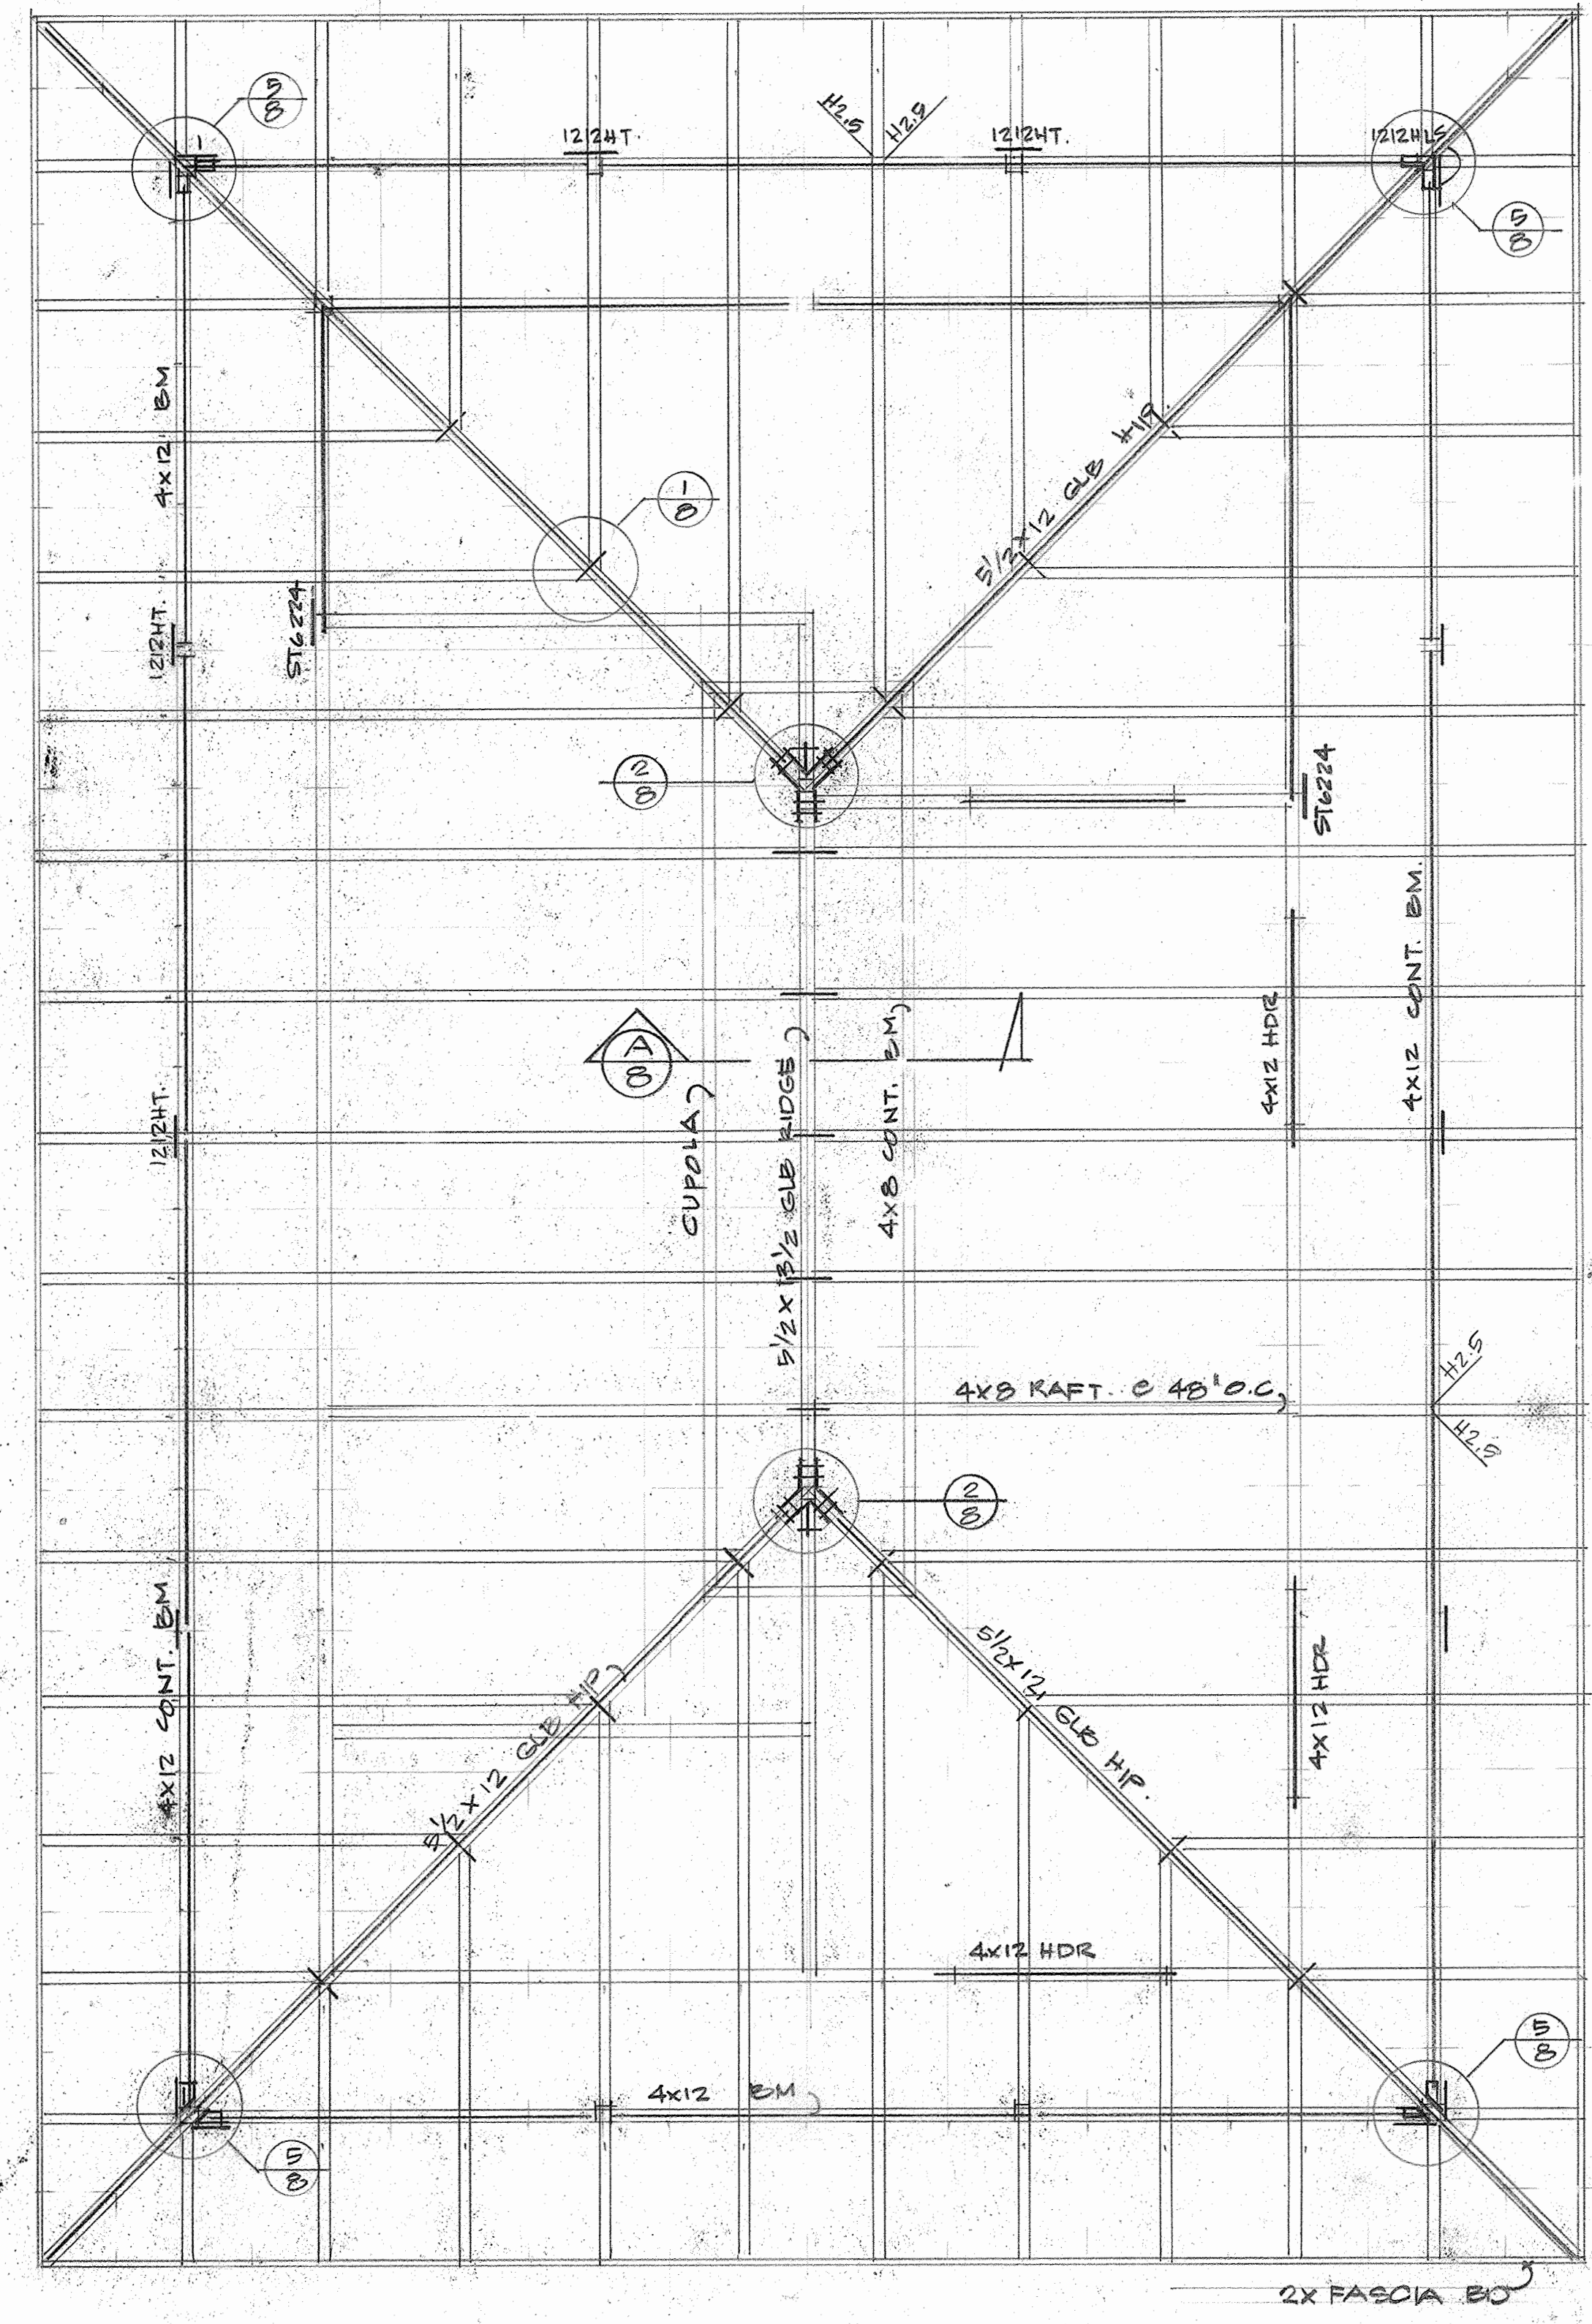 5
8
H2.5
H2.5
1212HT.
1212HT.
1212HLS
1
5
8
4x12 BM
5 1/2 x 12 GLB HIP.
1
8
1212HT.
ST6224
2
8
ST6224
4x12 CONT. BM.
4x12 HDR
A
8
CUPOLA
5 1/2 x 13 1/2 GLB RIDGE
4x8 CONT. BM
1212HT.
4x8 RAFT. @ 48" O.C.
H2.5
H2.5
2
8
4x12 CONT. BM
5 1/2 x 12 GLB HIP
5 1/2 x 12 GLB HIP.
4x12 HDR
4x12 HDR
5
8
4x12 BM
5
8
2X FASCIA BD